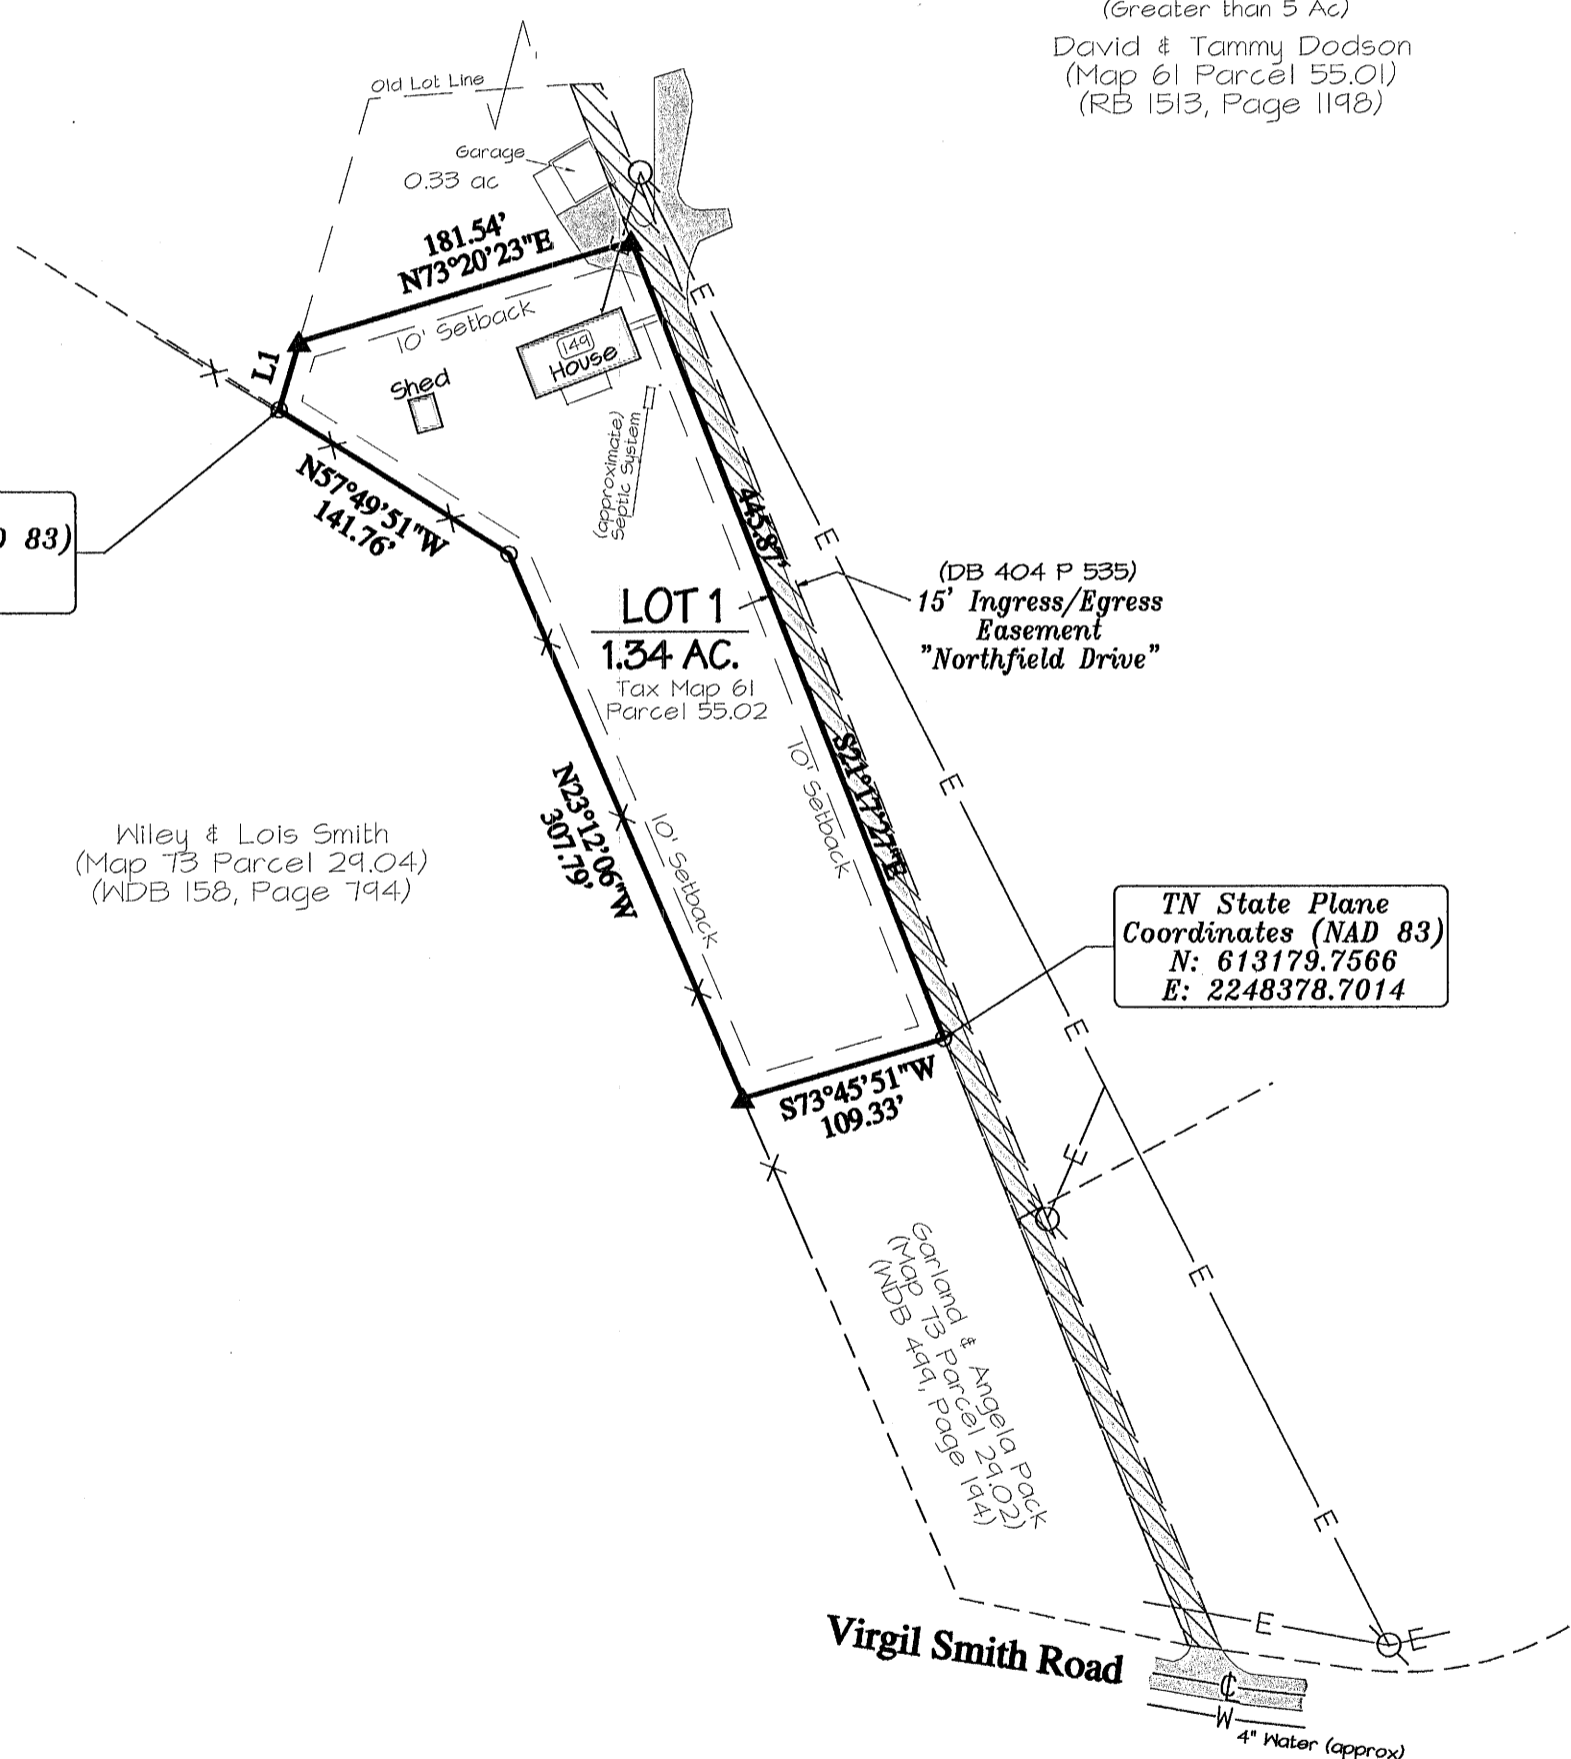 (Greater than 5 Ac)
David & Tammy Dodson
(Map 61 Parcel 55.01)
(RB 1513, Page 1198)
Old Lot Line
Garage
0.33 ac
181.54'
N73°20'23"E
10' Setback
L1
Shed
149
House
(approximate)
Septic System
N57°49'51"W
141.76'
83)
445.87'
S21°17'27"E
(DB 404 P 535)
15' Ingress/Egress
Easement
"Northfield Drive"
LOT 1
1.34 AC.
Tax Map 61
Parcel 55.02
10' Setback
10' Setback
N23°12'06"W
307.79'
Wiley & Lois Smith
(Map 73 Parcel 29.04)
(WDB 158, Page 794)
TN State Plane
Coordinates (NAD 83)
N: 613179.7566
E: 2248378.7014
S73°45'51"W
109.33'
Garland & Angela Pack
(Map 73 Parcel 29.02)
(WDB 499, Page 194)
E
E
E
E
E
E
E
E
E
Virgil Smith Road
℄
W
4" Water (approx)